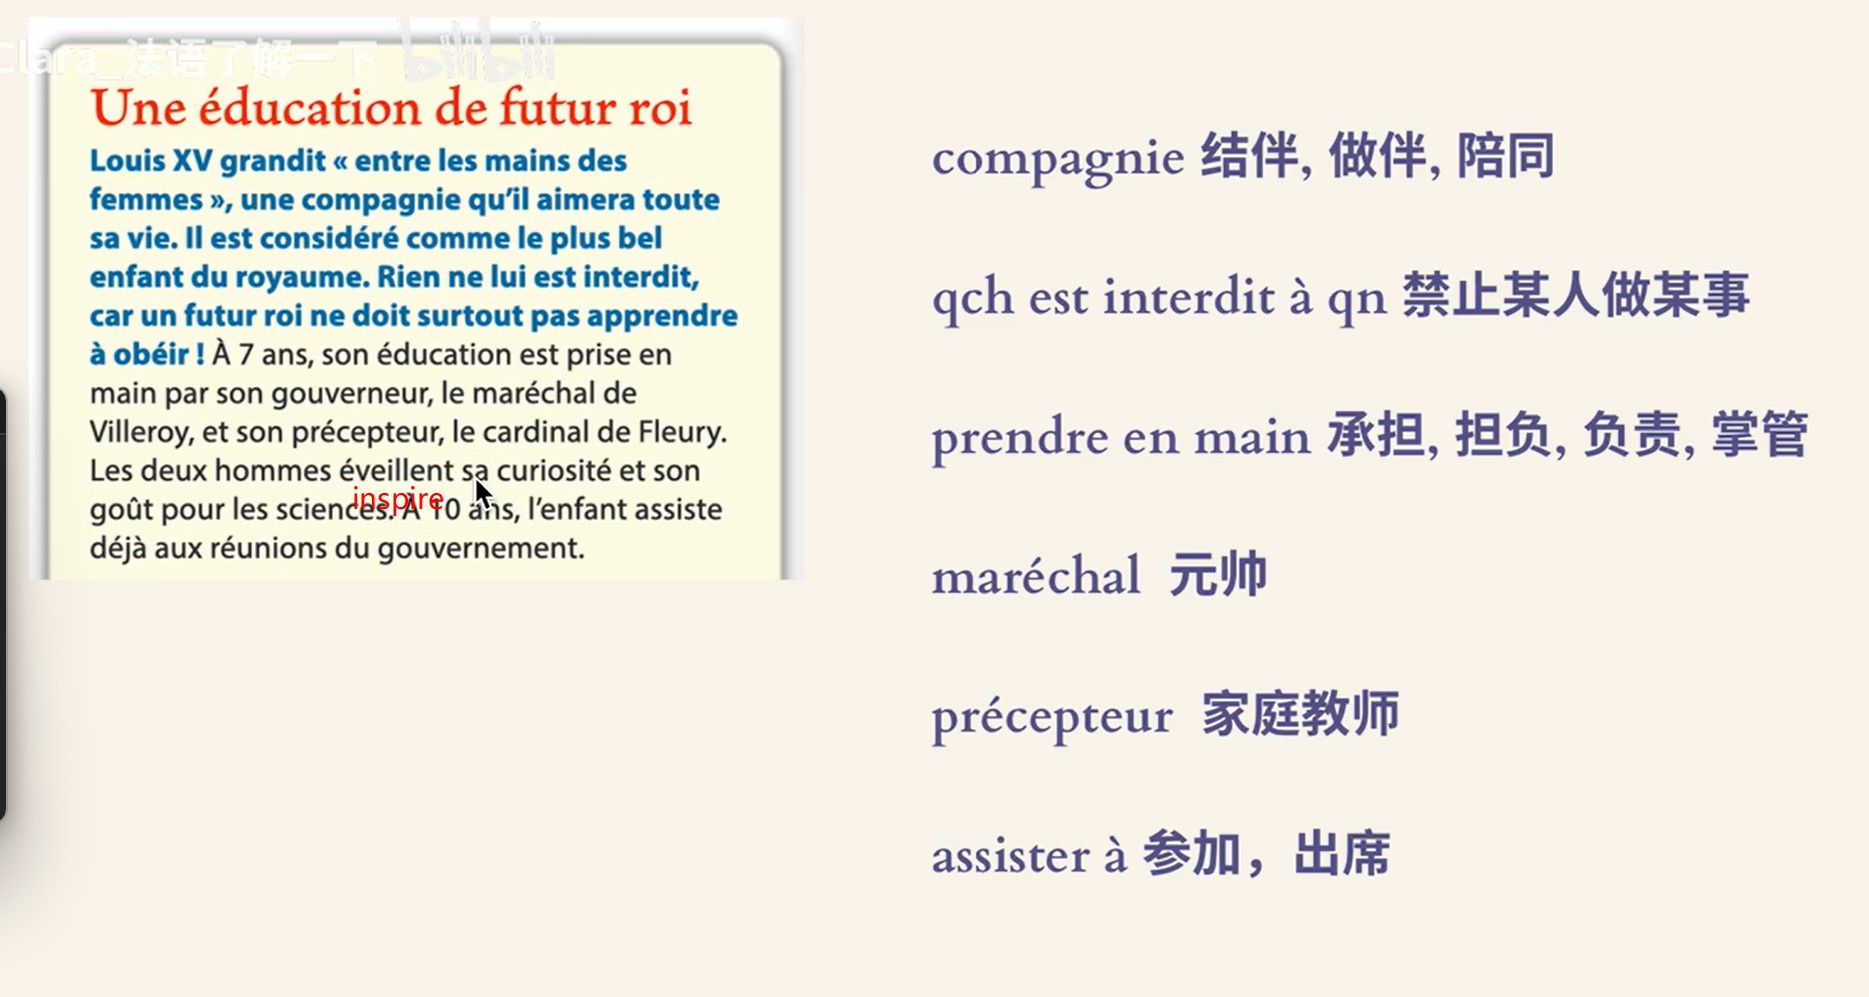 Clara_法语了解一下 bilibili
Une éducation de futur roi
Louis XV grandit « entre les mains des
femmes », une compagnie qu'il aimera toute
sa vie. Il est considéré comme le plus bel
enfant du royaume. Rien ne lui est interdit,
car un futur roi ne doit surtout pas apprendre
à obéir ! À 7 ans, son éducation est prise en
main par son gouverneur, le maréchal de
Villeroy, et son précepteur, le cardinal de Fleury.
Les deux hommes éveillent sa curiosité et son
inspire
goût pour les sciences. À 10 ans, l'enfant assiste
déjà aux réunions du gouvernement.
compagnie 结伴, 做伴, 陪同
qch est interdit à qn 禁止某人做某事
prendre en main 承担, 担负, 负责, 掌管
maréchal 元帅
précepteur 家庭教师
assister à 参加，出席